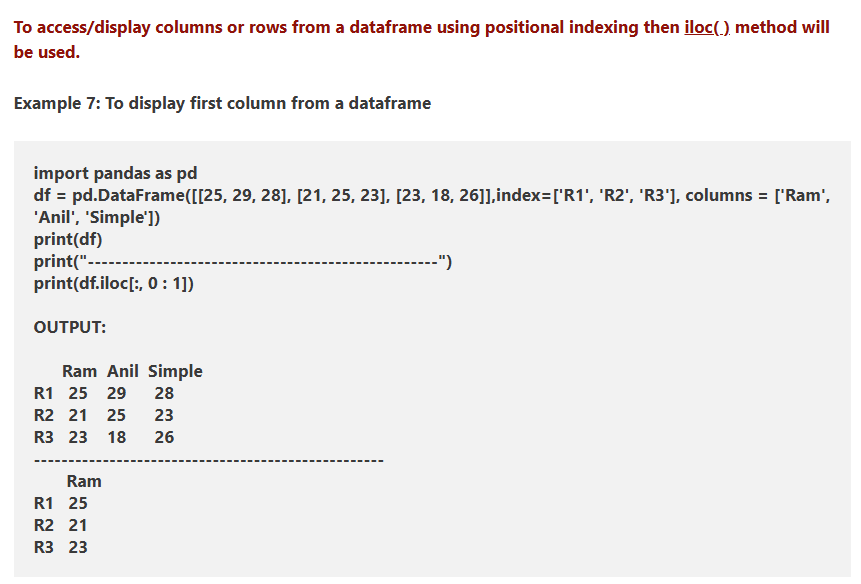 To access/display columns or rows from a dataframe using positional indexing then iloc( ) method will
be used.
Example 7: To display first column from a dataframe
import pandas as pd
df = pd.DataFrame([[25, 29, 28], [21, 25, 23], [23, 18, 26]],index=['R1', 'R2', 'R3'], columns = ['Ram',
'Anil', 'Simple'])
print(df)
print("---------------------------------------------------")
print(df.iloc[:, 0 : 1])
OUTPUT:
Ram Anil Simple
R1 25 29 28
R2 21 25 23
R3 23 18 26
---------------------------------------------------
Ram
R1 25
R2 21
R3 23